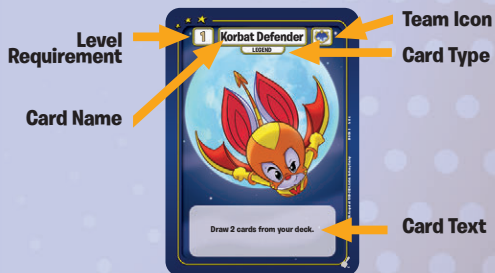 Level
Requirement
Card Name
1
Korbat Defender
LEGEND
Draw 2 cards from your deck.
Team Icon
Card Type
Card Text